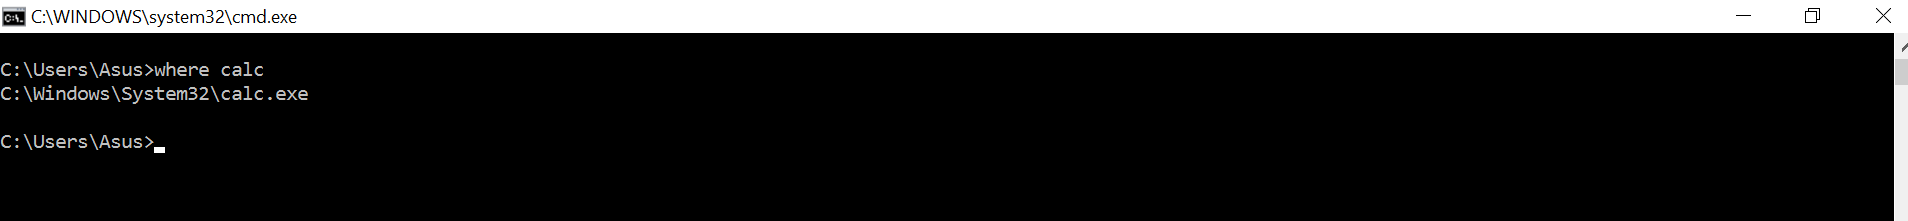 C:\WINDOWS\system32\cmd.exe
C:\Users\Asus>where calc
C:\Windows\System32\calc.exe
C:\Users\Asus>